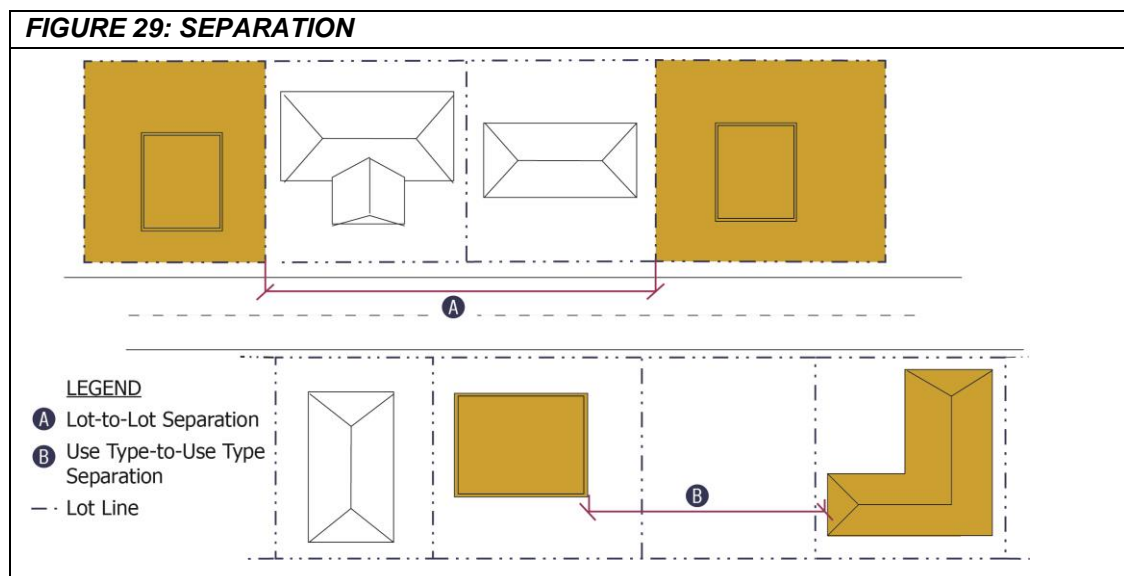 FIGURE 29: SEPARATION
A
LEGEND
A Lot-to-Lot Separation
B Use Type-to-Use Type
Separation
Lot Line
B